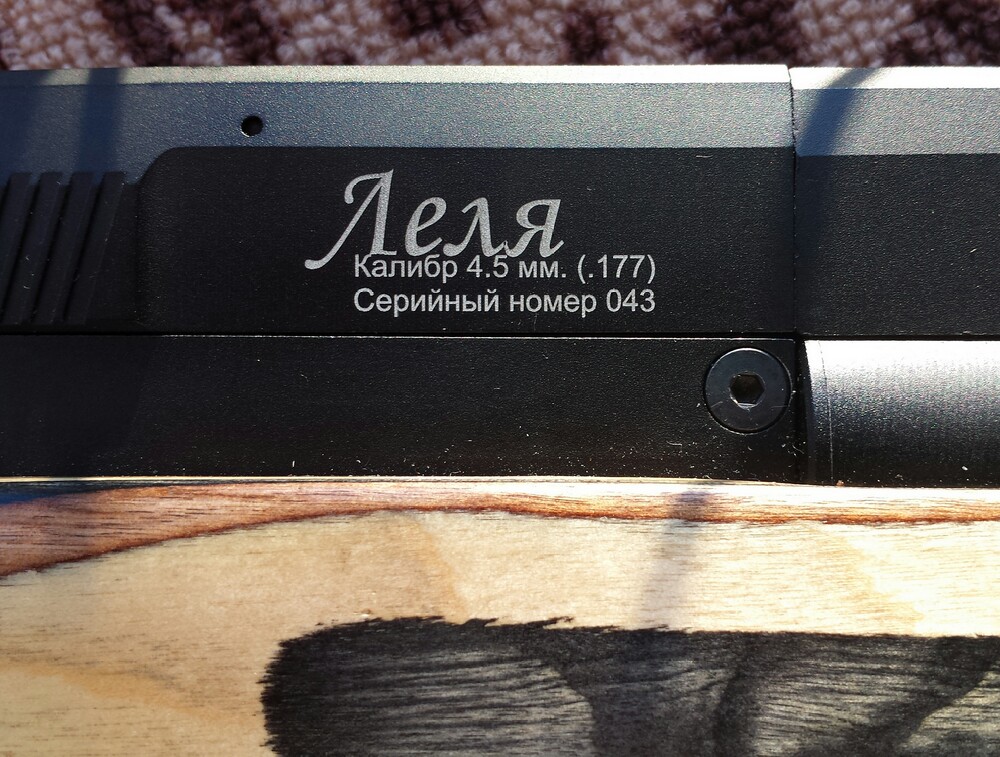 Леля
Калибр 4.5 мм. (.177)
Серийный номер 043